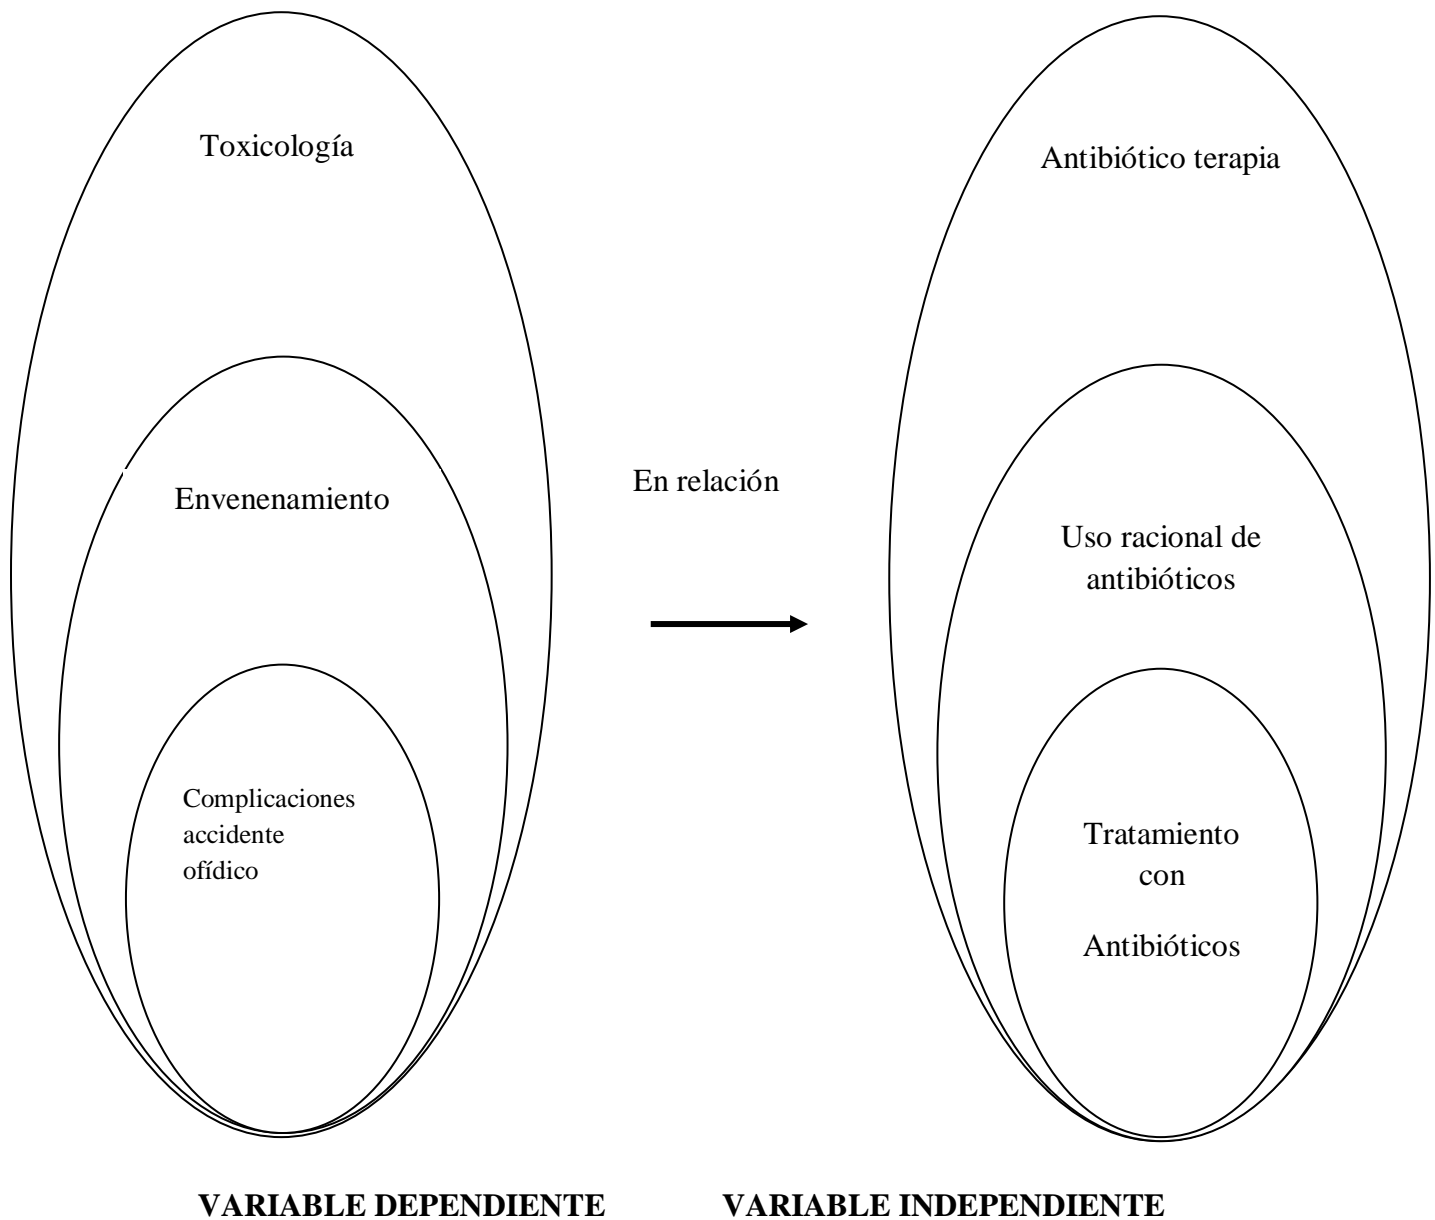 Toxicología
Envenenamiento
Complicaciones
accidente
ofídico
En relación
Antibiótico terapia
Uso racional de
antibióticos
Tratamiento
con
Antibióticos
VARIABLE DEPENDIENTE
VARIABLE INDEPENDIENTE